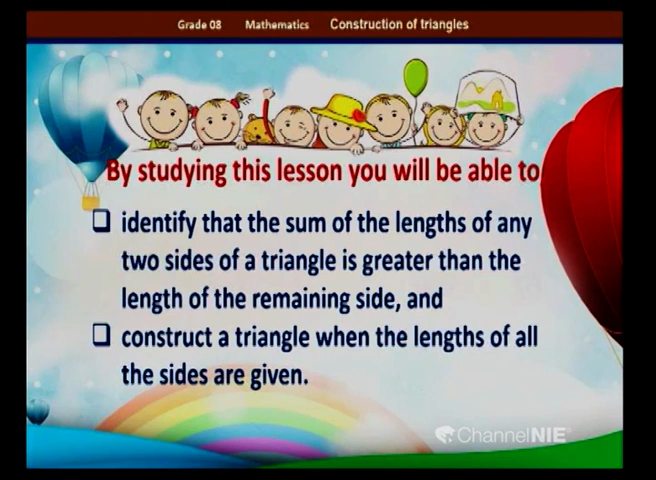 Grade 08 Mathematics Construction of triangles
By studying this lesson you will be able to
❑ identify that the sum of the lengths of any
two sides of a triangle is greater than the
length of the remaining side, and
❑ construct a triangle when the lengths of all
the sides are given.
ChannelNIE